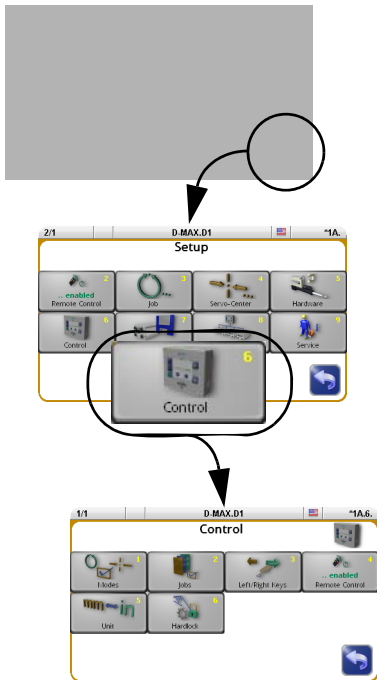 2/1 D-MAX.D1 *1A.
Setup
2 3 4 5
.. enabled
Remote Control Job Servo-Center Hardware
6 7 8 9
Control Service
6
Control
1/1 D-MAX.D1 *1A.6.
Control
1 2 3 4
.. enabled
Modes Jobs Left/Right Keys Remote Control
5 6
mm in
Unit Hardlock